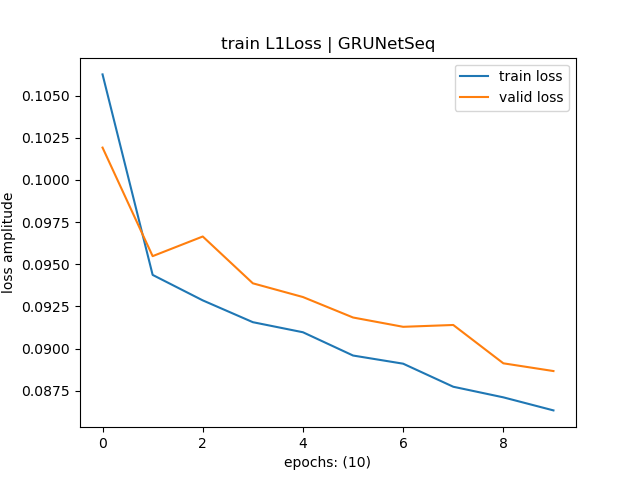 train L1Loss | GRUNetSeq
train loss
valid loss
0.1050
0.1025
0.1000
0.0975
0.0950
0.0925
0.0900
0.0875
loss amplitude
0 2 4 6 8
epochs: (10)